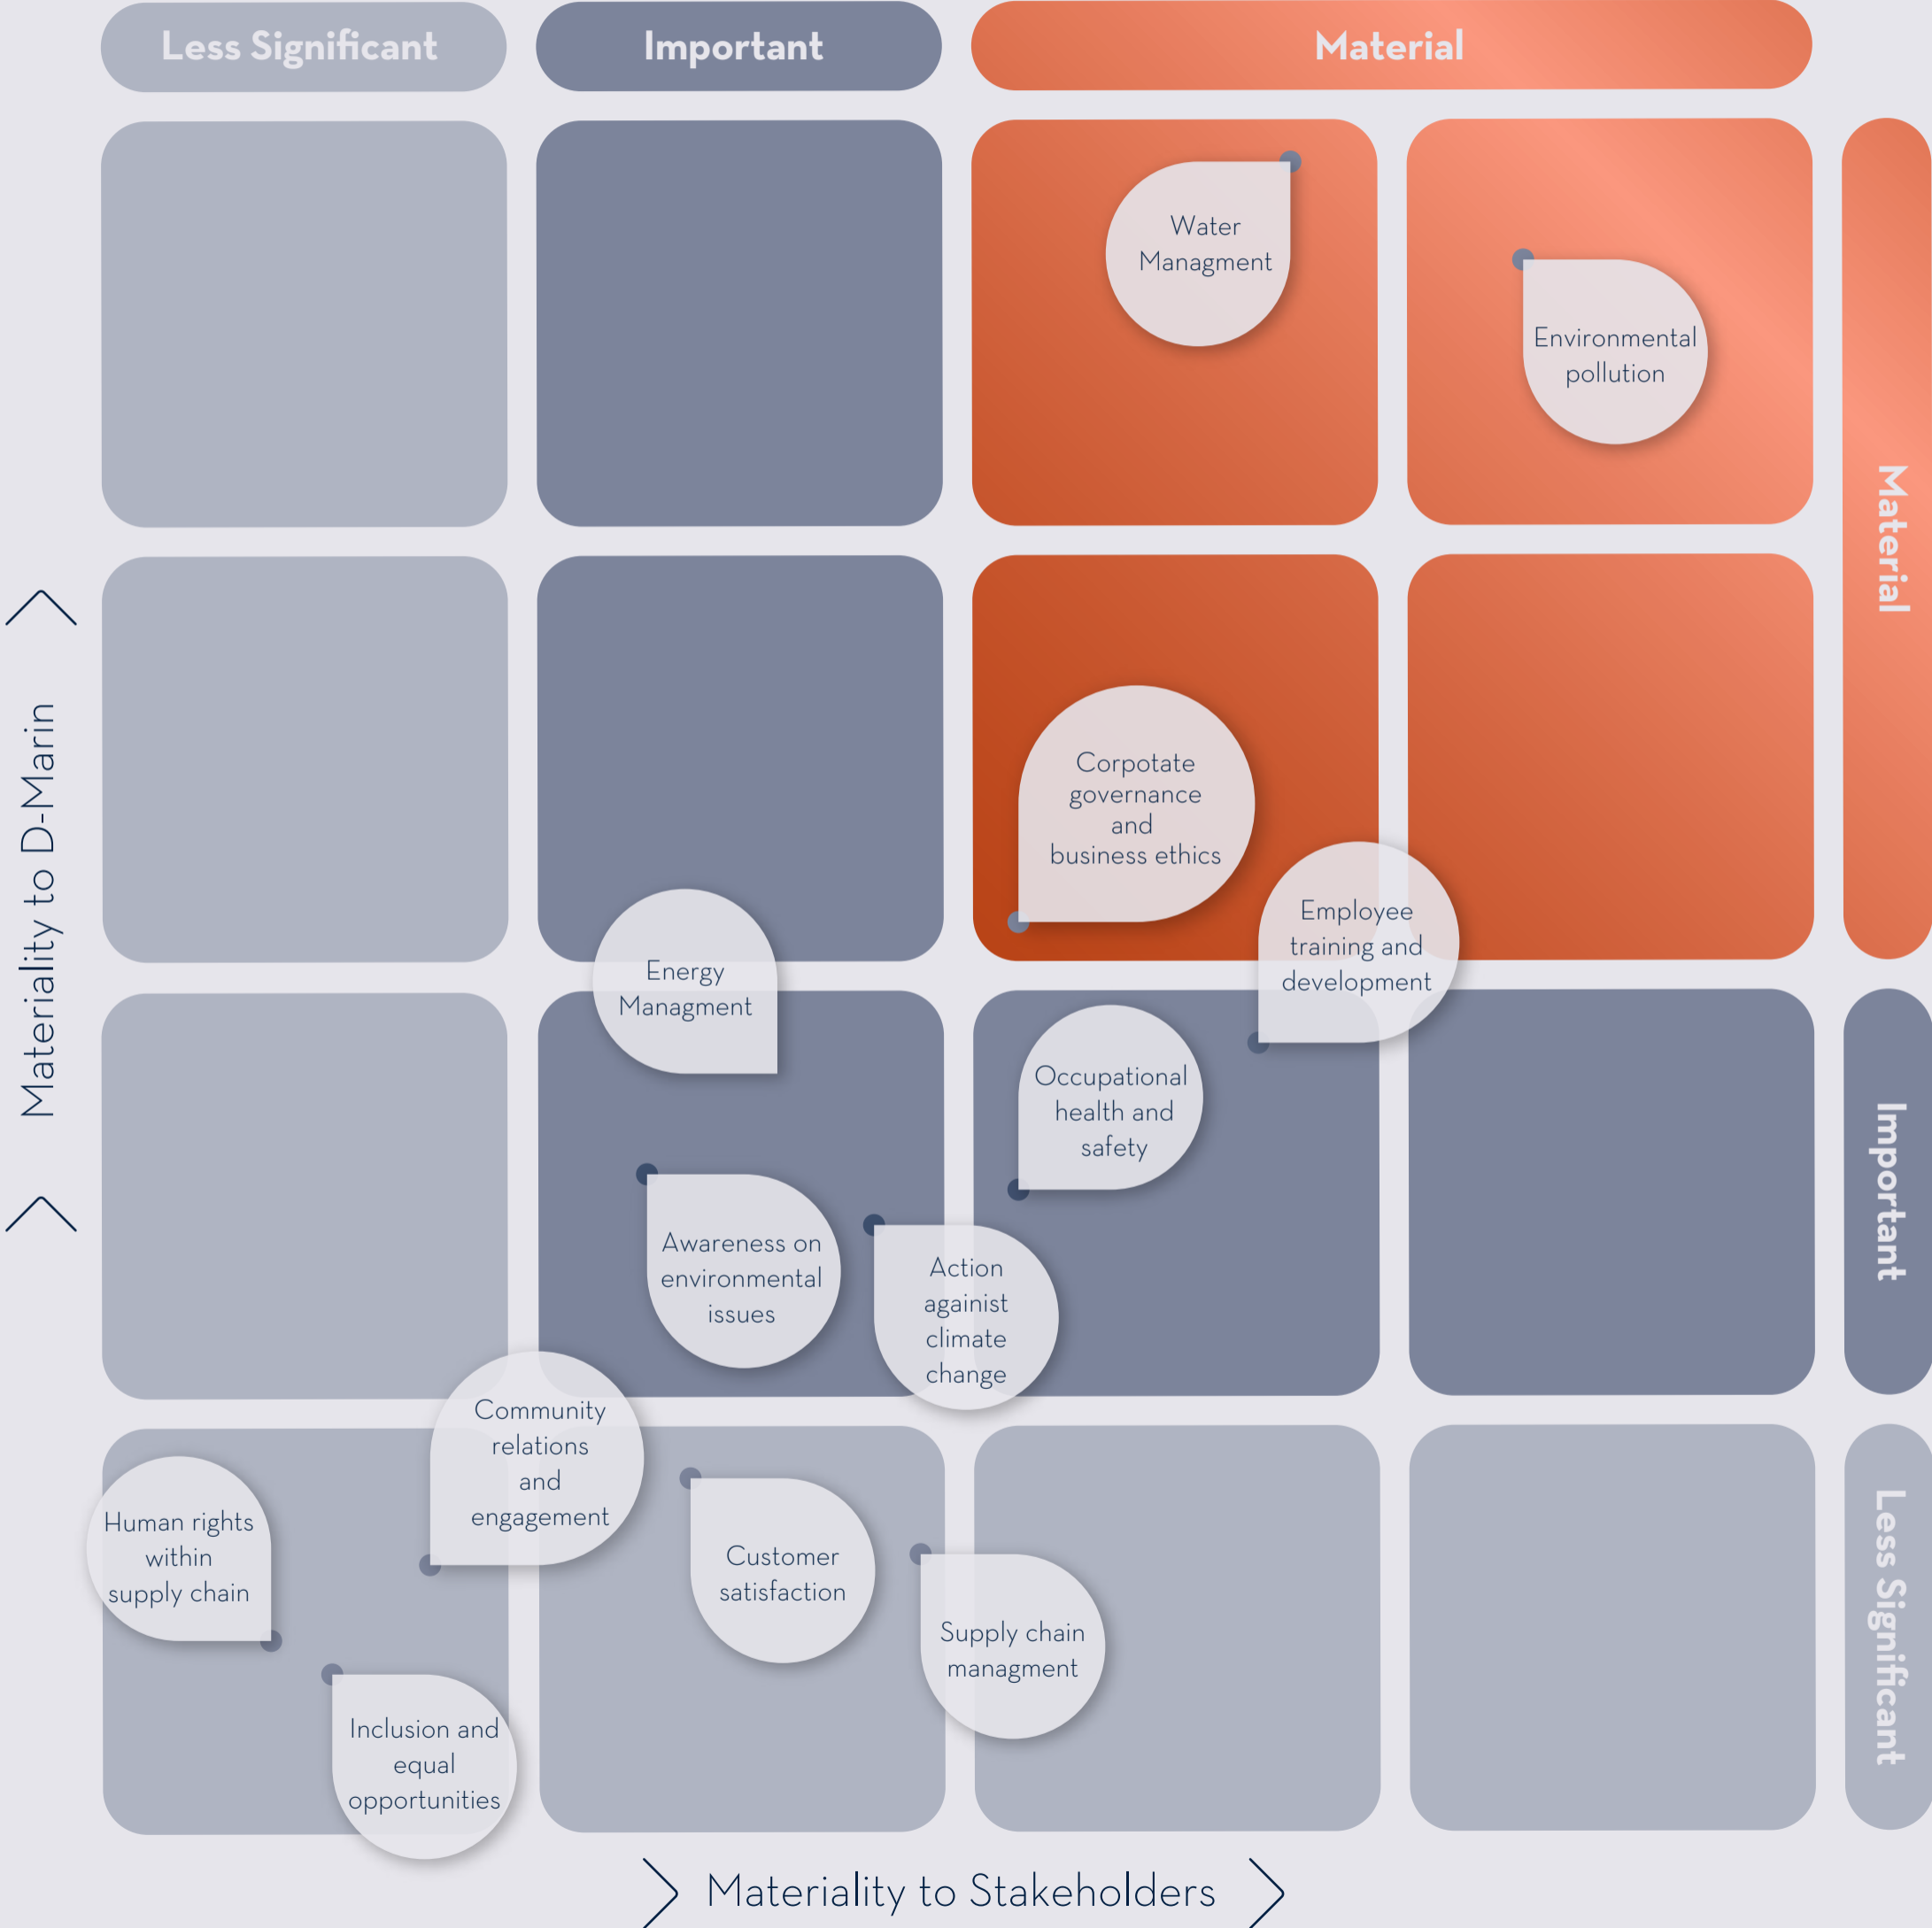 Less Significant
Important
Material
Water
Managment
Environmental
pollution
Material
Materiality to D-Marin
Corpotate
governance
and
business ethics
Employee
training and
development
Energy
Managment
Occupational
health and
safety
Important
Awareness on
environmental
issues
Action
againist
climate
change
Community
relations
and
engagement
Human rights
within
supply chain
Customer
satisfaction
Supply chain
managment
Less Significant
Inclusion and
equal
opportunities
Materiality to Stakeholders